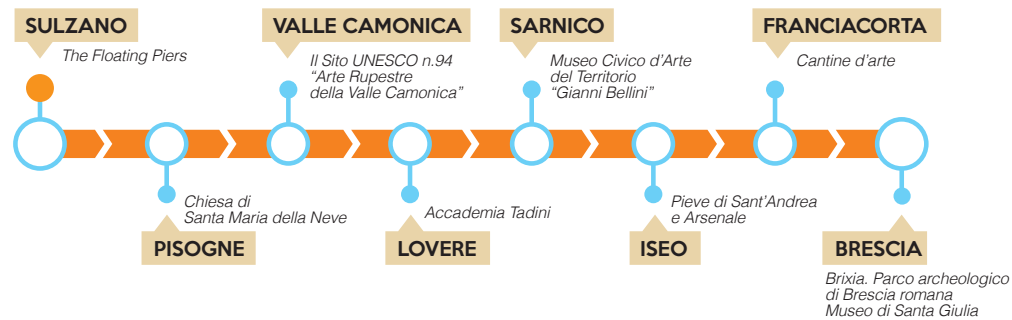 SULZANO
The Floating Piers
VALLE CAMONICA
Il Sito UNESCO n.94
“Arte Rupestre
della Valle Camonica”
SARNICO
Museo Civico d’Arte
del Territorio
“Gianni Bellini”
FRANCIACORTA
Cantine d’arte
Chiesa di
Santa Maria della Neve
PISOGNE
Accademia Tadini
LOVERE
Pieve di Sant’Andrea
e Arsenale
ISEO
BRESCIA
Brixia. Parco archeologico
di Brescia romana
Museo di Santa Giulia